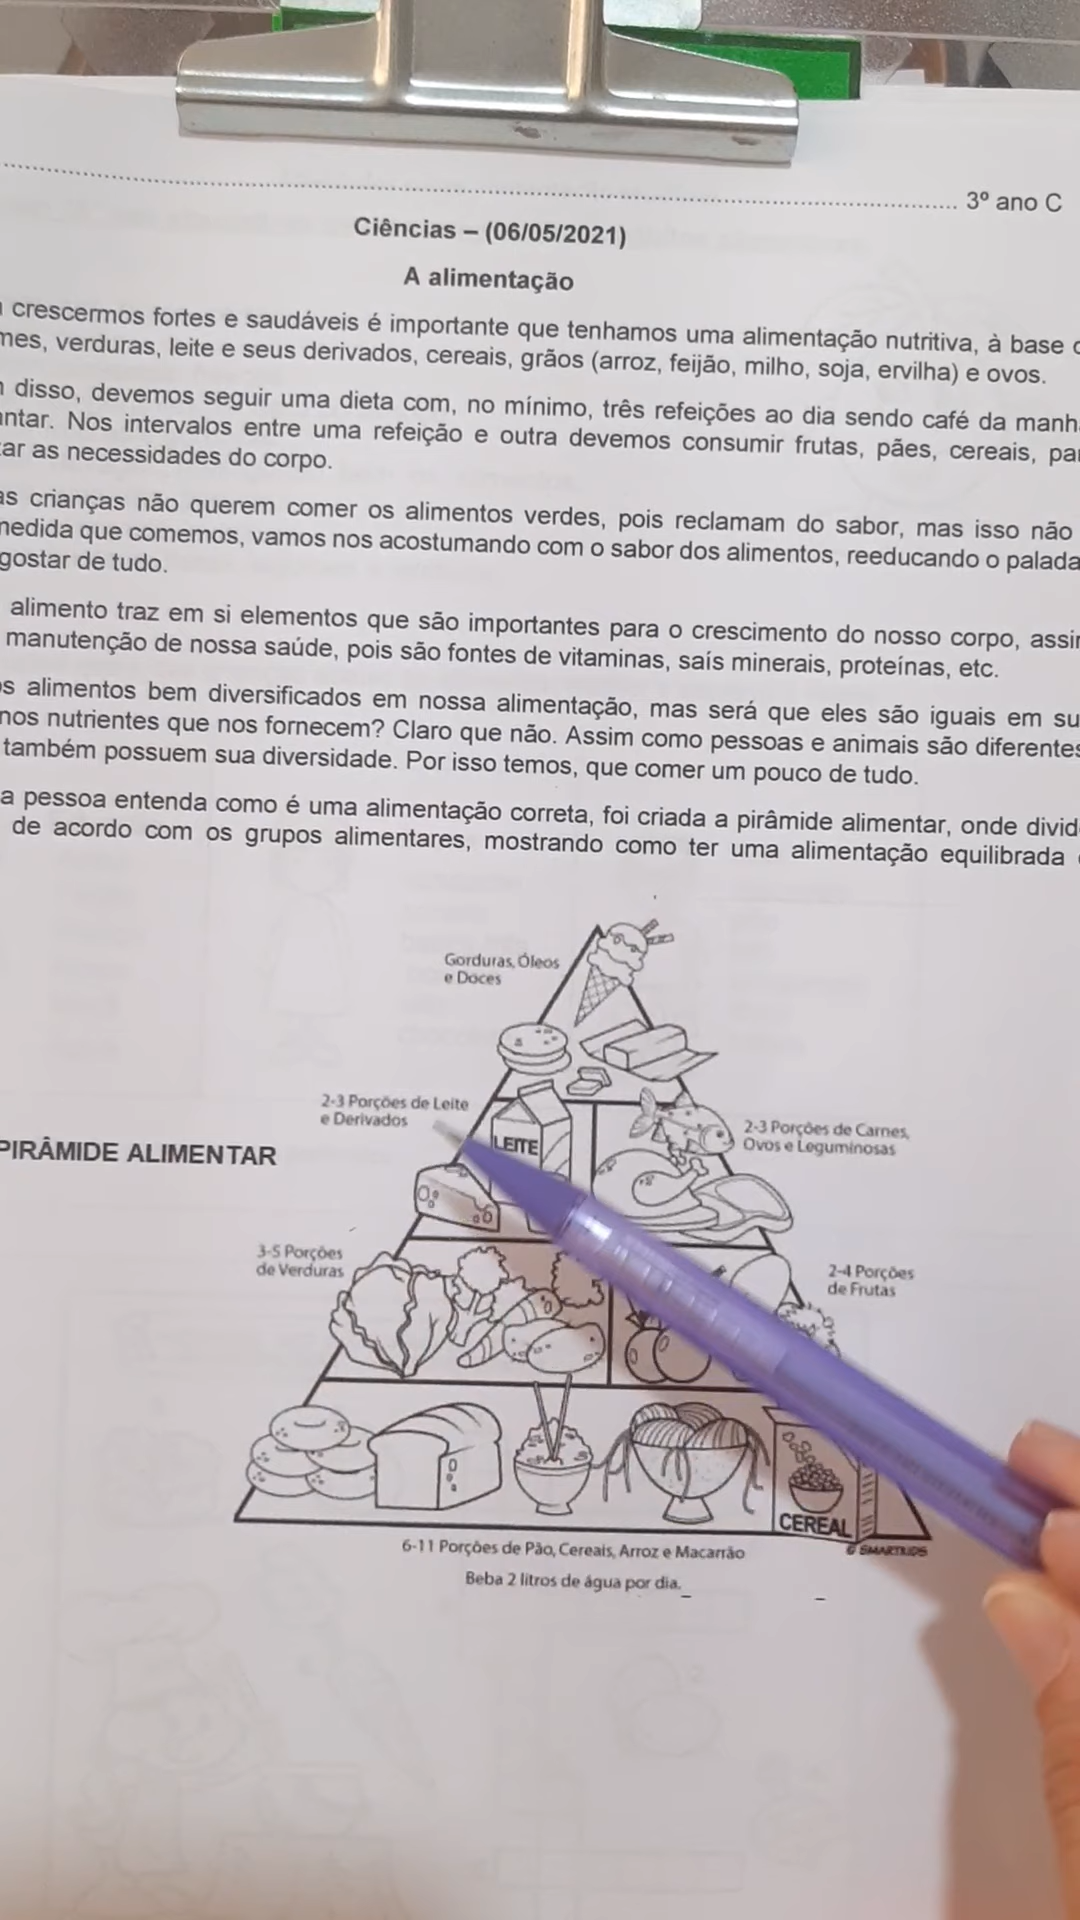 3º ano C
Ciências – (06/05/2021)
A alimentação
crescermos fortes e saudáveis é importante que tenhamos uma alimentação nutritiva, à base
verduras, leite e seus derivados, cereais, grãos (arroz, feijão, milho, soja, ervilha) e ovos.
disso, devemos seguir uma dieta com, no mínimo, três refeições ao dia sendo café da
Nos intervalos entre uma refeição e outra devemos consumir frutas, pães, cereais,
as necessidades do corpo.
crianças não querem comer os alimentos verdes, pois reclamam do sabor, mas isso não
medida que comemos, vamos nos acostumando com o sabor dos alimentos, reeducando o
gostar de tudo.
alimento traz em si elementos que são importantes para o crescimento do nosso corpo,
manutenção de nossa saúde, pois são fontes de vitaminas, saís minerais, proteínas, etc.
alimentos bem diversificados em nossa alimentação, mas será que eles são iguais em
nos nutrientes que nos fornecem? Claro que não. Assim como pessoas e animais são diferentes
também possuem sua diversidade. Por isso temos, que comer um pouco de tudo.
a pessoa entenda como é uma alimentação correta, foi criada a pirâmide alimentar, onde
de acordo com os grupos alimentares, mostrando como ter uma alimentação equilibrada
Gorduras, Óleos
e Doces
2-3 Porções de Leite
e Derivados
LEITE
2-3 Porções de Carnes,
Ovos e Leguminosas
PIRÂMIDE ALIMENTAR
3-5 Porções
de Verduras
2-4 Porções
de Frutas
CEREAL
© SMARTKIDS
6-11 Porções de Pão, Cereais, Arroz e Macarrão
Beba 2 litros de água por dia.